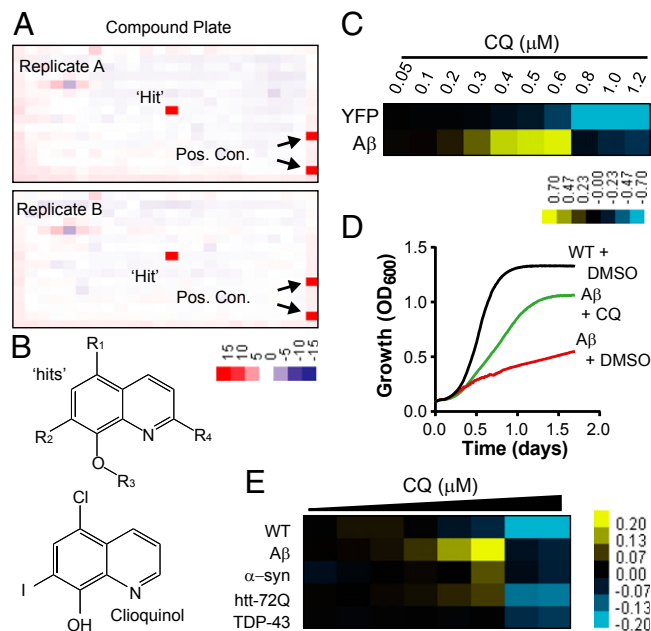 A
Compound Plate
Replicate A
'Hit'
Pos. Con.
Replicate B
'Hit'
Pos. Con.
15
10
5
0
-5
-10
-15
B
'hits'
R1
R2
N
R4
O
R3
Cl
I
N
OH
Clioquinol
C
CQ (μM)
0.05
0.1
0.2
0.3
0.4
0.5
0.6
0.8
1.0
1.2
YFP
Aβ
0.70
0.47
0.23
-0.00
-0.23
-0.47
-0.70
D
Growth (OD600)
1.5
1.0
0.5
0.0
0.0
0.5
1.0
1.5
2.0
Time (days)
WT +
DMSO
Aβ
+ CQ
Aβ
+ DMSO
E
CQ (μM)
WT
Aβ
α–syn
htt-72Q
TDP-43
0.20
0.13
0.07
0.00
-0.07
-0.13
-0.20